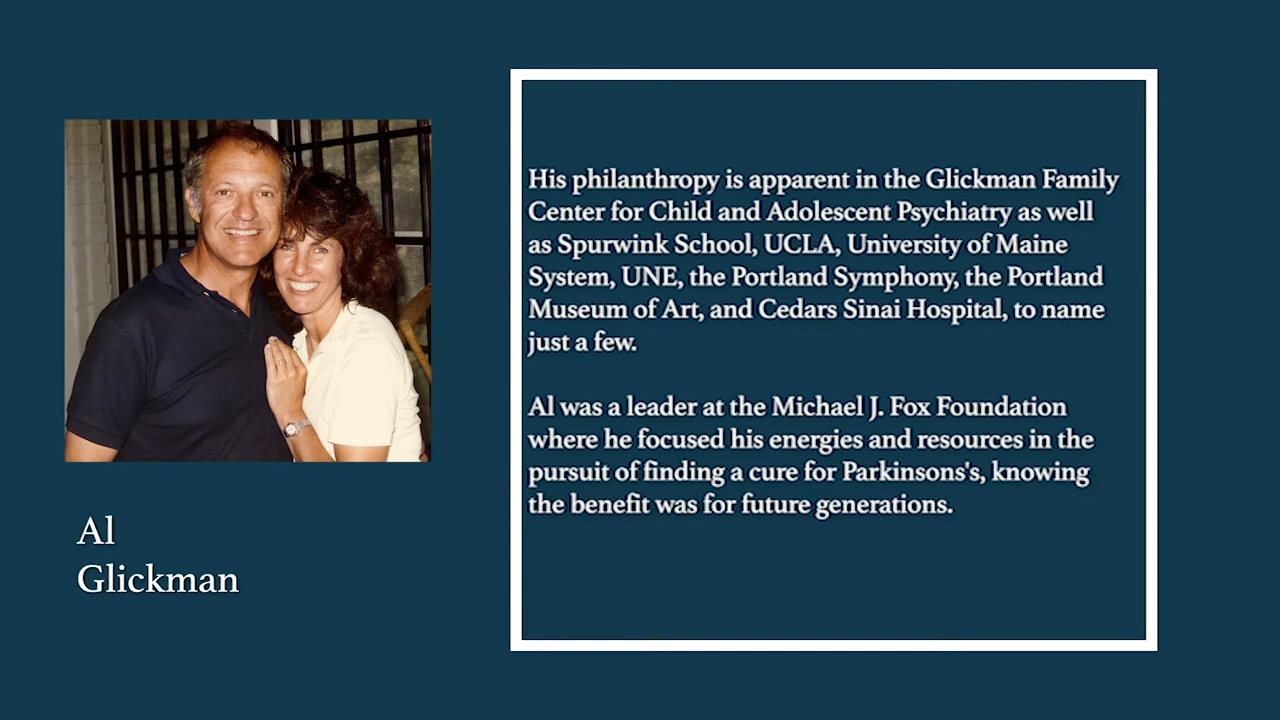 His philanthropy is apparent in the Glickman Family
Center for Child and Adolescent Psychiatry as well
as Spurwink School, UCLA, University of Maine
System, UNE, the Portland Symphony, the Portland
Museum of Art, and Cedars Sinai Hospital, to name
just a few.
Al was a leader at the Michael J. Fox Foundation
where he focused his energies and resources in the
pursuit of finding a cure for Parkinsons's, knowing
the benefit was for future generations.
Al
Glickman